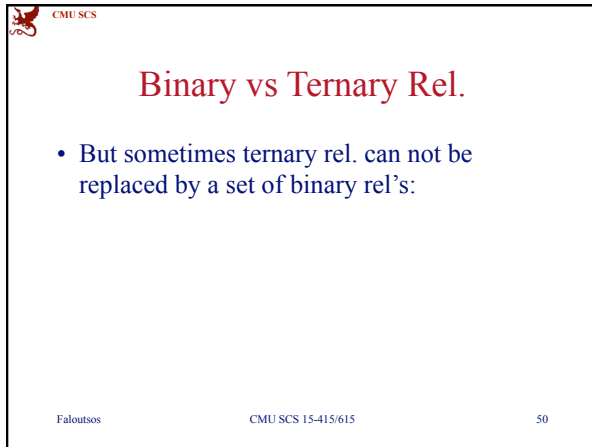 CMU SCS
Binary vs Ternary Rel.
• But sometimes ternary rel. can not be
replaced by a set of binary rel’s:
Faloutsos CMU SCS 15-415/615 50